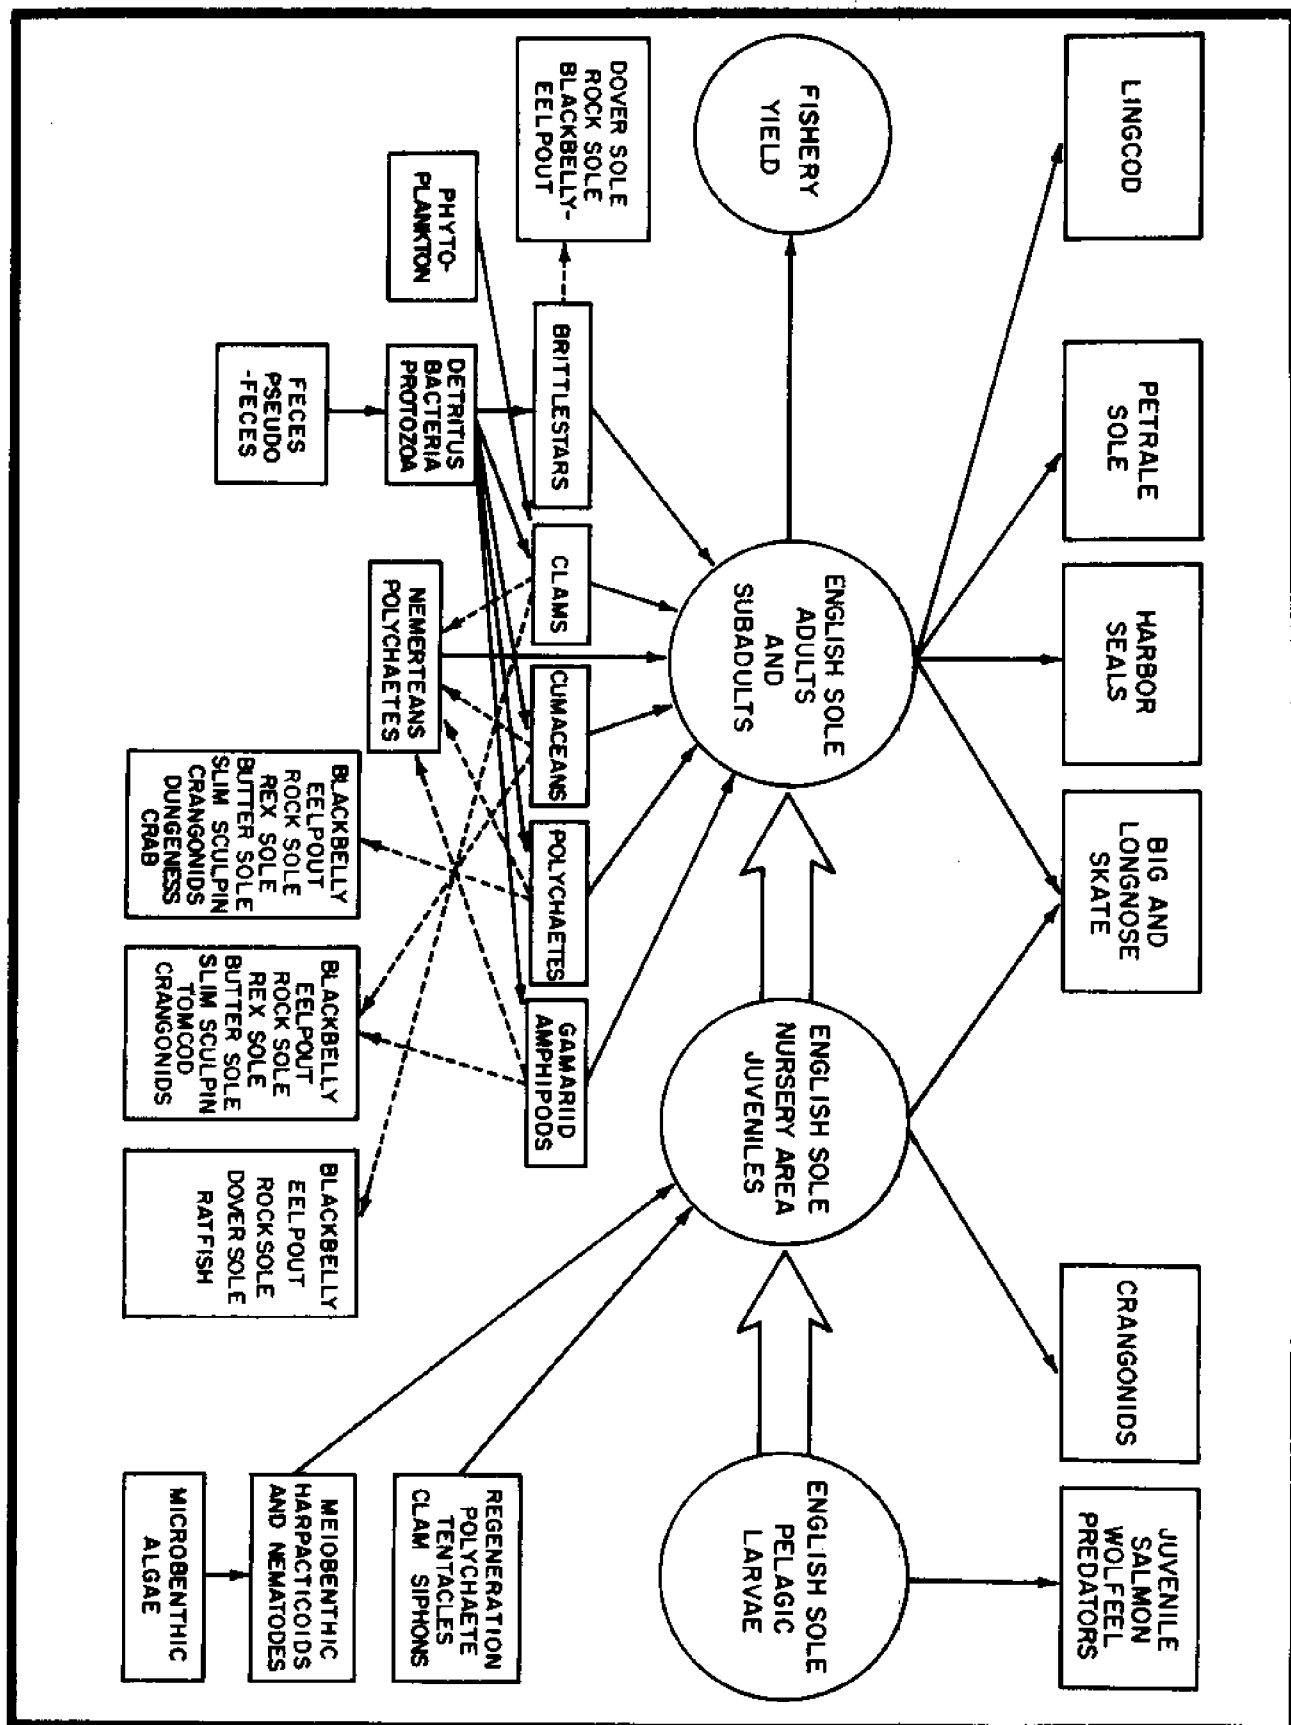 LINGCOD
PETRALE
SOLE
HARBOR
SEALS
BIG AND
LONGNOSE
SKATE
CRANGONIDS
JUVENILE
SALMON
WOLFEEL
PREDATORS
FISHERY
YIELD
ENGLISH SOLE
ADULTS
AND
SUBADULTS
ENGLISH SOLE
NURSERY AREA
JUVENILES
ENGLISH SOLE
PELAGIC
LARVAE
DOVER SOLE
ROCK SOLE
BLACKBELLY-
EELPOUT
BRITTLESTARS
CLAMS
CUMACEANS
POLYCHAETES
GAMARIID
AMPHIPODS
PHYTO-
PLANKTON
DETRITUS
BACTERIA
PROTOZOA
NEMERTEANS
POLYCHAETES
REGENERATION
POLYCHAETE
TENTACLES
CLAM SIPHONS
FECES
PSEUDO
-FECES
BLACKBELLY
EELPOUT
ROCK SOLE
REX SOLE
BUTTER SOLE
SLIM SCULPIN
CRANGONIDS
DUNGENESS
CRAB
BLACKBELLY
EELPOUT
ROCK SOLE
REX SOLE
BUTTER SOLE
SLIM SCULPIN
TOMCOD
CRANGONIDS
BLACKBELLY
EELPOUT
ROCK SOLE
DOVER SOLE
RATFISH
MEIOBENTHIC
HARPACTICOIDS
AND NEMATODES
MICROBENTHIC
ALGAE